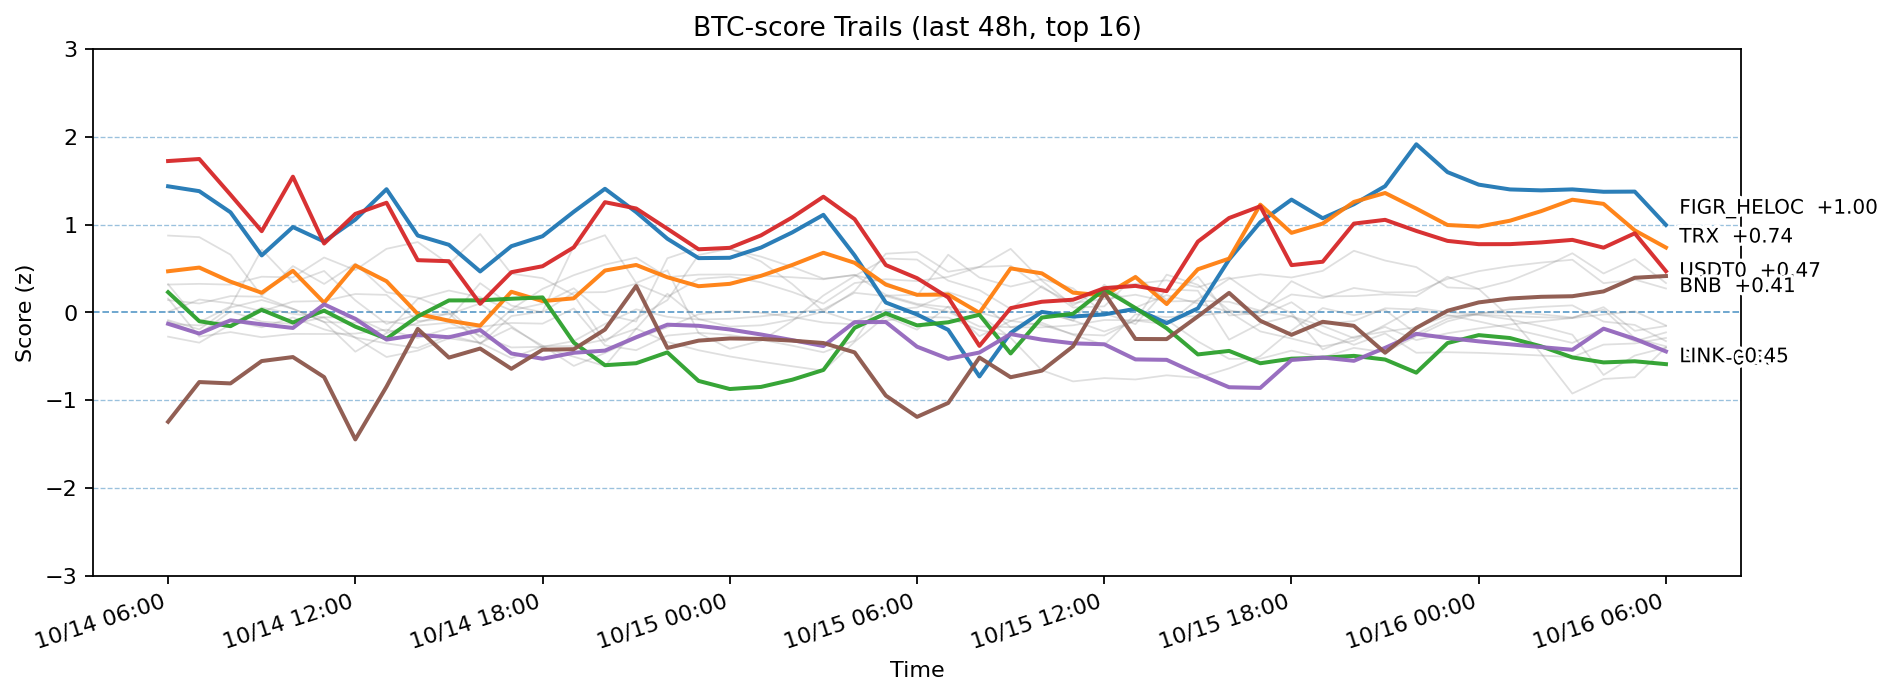 BTC-score Trails (last 48h, top 16)
Score (z)
3
2
1
0
−1
−2
−3
FIGR_HELOC +1.00
TRX +0.74
USDT0 +0.47
BNB +0.41
LINK
10/14 06:00
10/14 12:00
10/14 18:00
10/15 00:00
10/15 06:00
10/15 12:00
10/15 18:00
10/16 00:00
10/16 06:00
Time